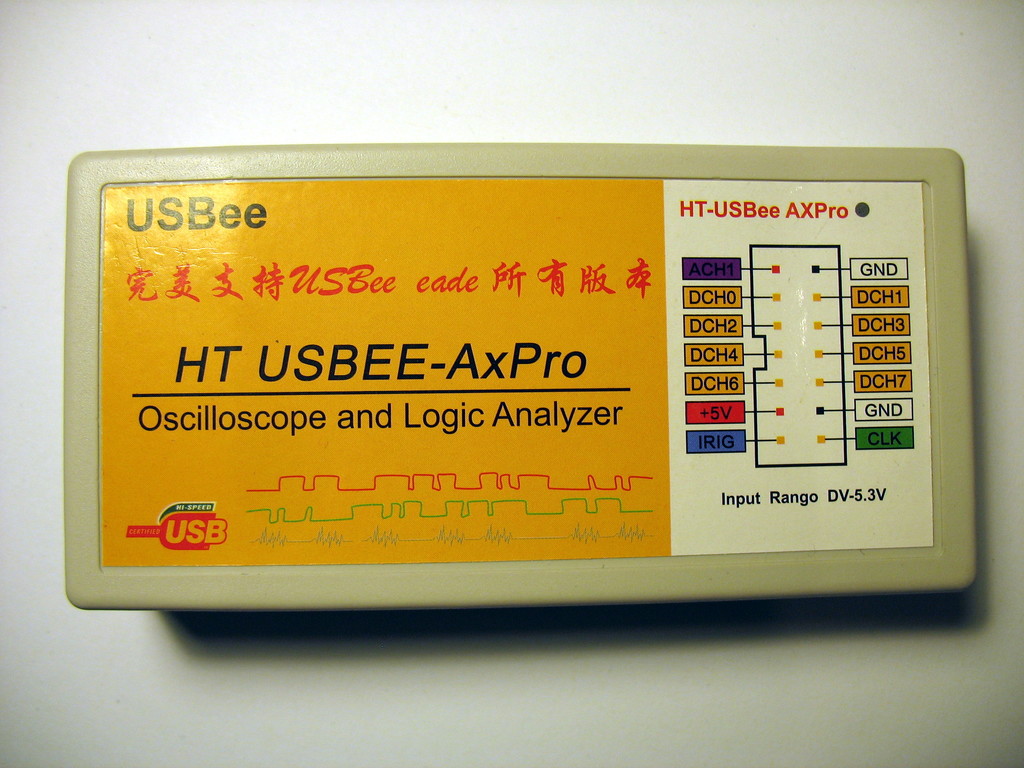 USBee
完美支持USBee eade所有版本
HT USBEE-AxPro
Oscilloscope and Logic Analyzer
HI-SPEED
CERTIFIED USB
HT-USBee AXPro
ACH1 GND
DCH0 DCH1
DCH2 DCH3
DCH4 DCH5
DCH6 DCH7
+5V GND
IRIG CLK
Input Rango DV-5.3V